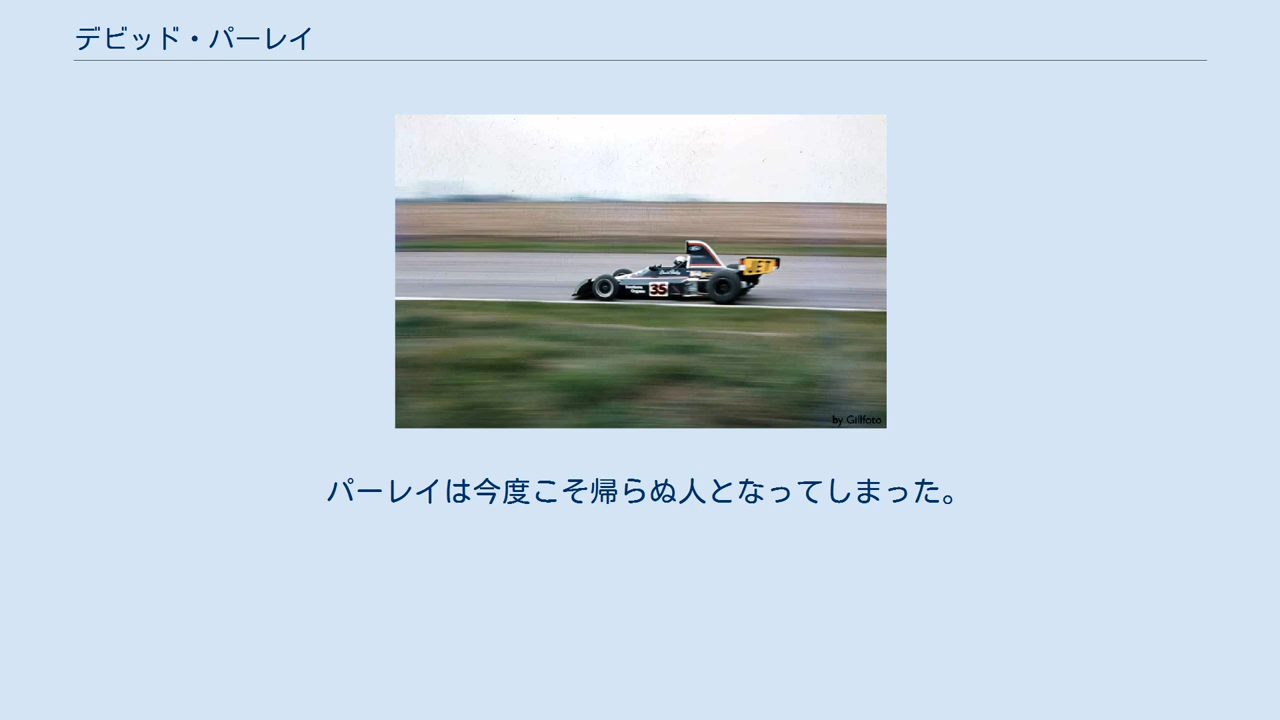 デビッド・パーレイ
35
JET
by Gillfoto
パーレイは今度こそ帰らぬ人となってしまった。